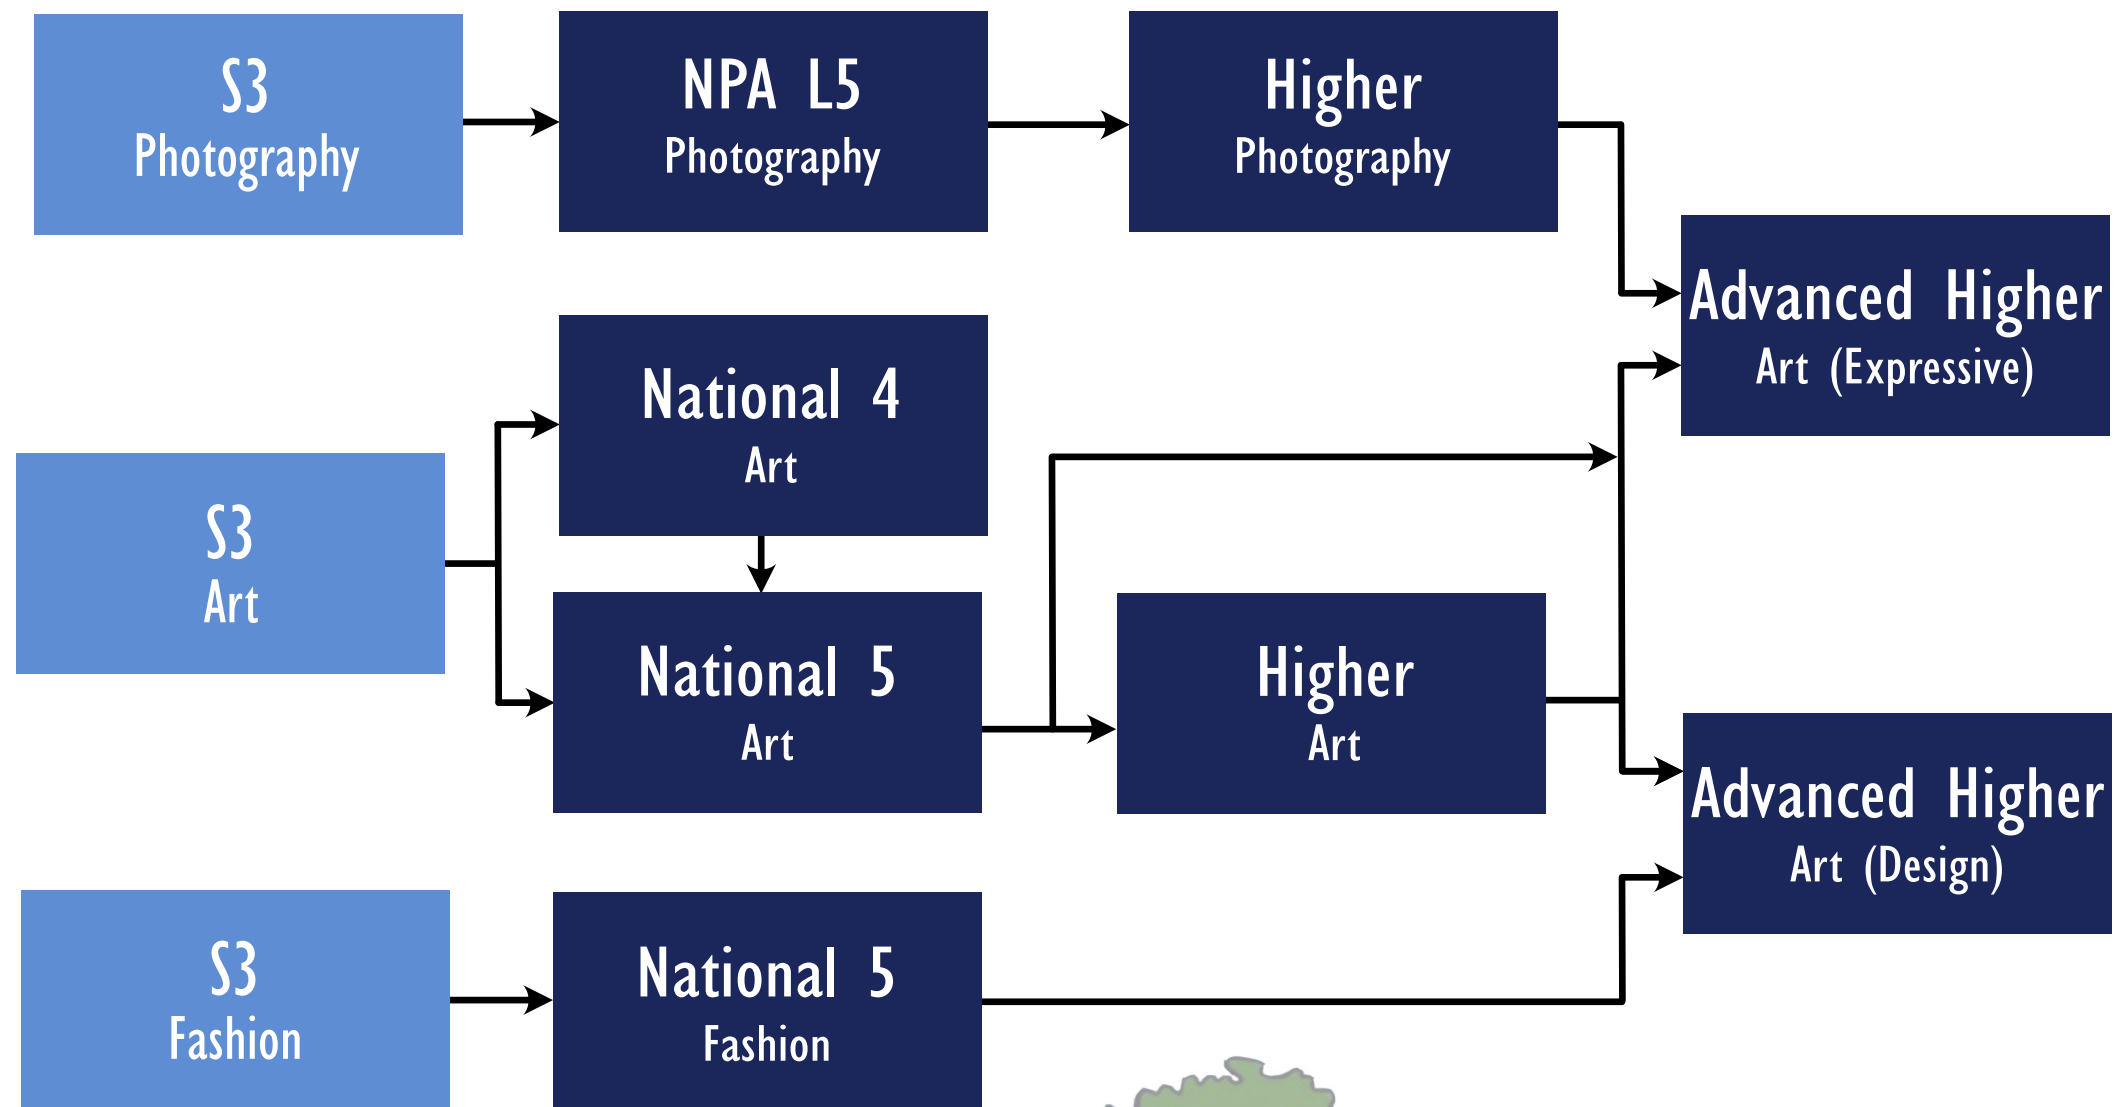 S3
Photography
NPA L5
Photography
Higher
Photography
Advanced Higher
Art (Expressive)
National 4
Art
S3
Art
National 5
Art
Higher
Art
Advanced Higher
Art (Design)
S3
Fashion
National 5
Fashion